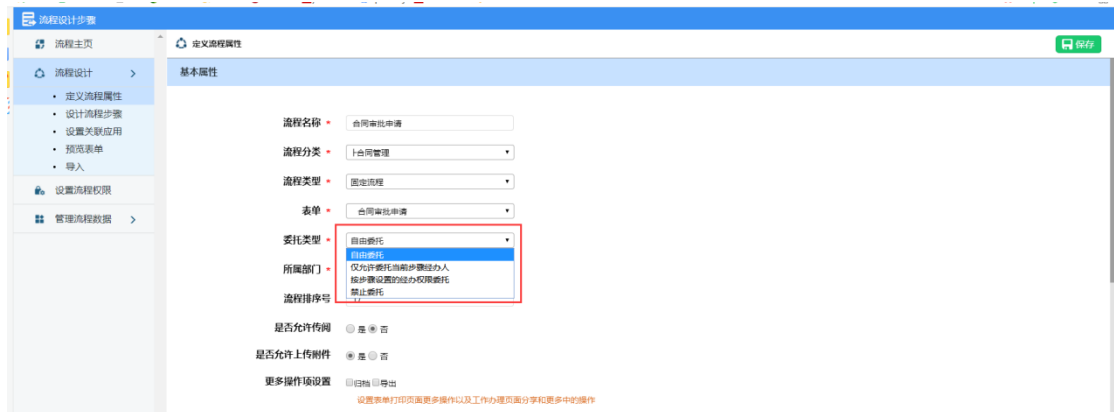 流程设计步骤
流程主页
流程设计 >
• 定义流程属性
• 设计流程步骤
• 设置关联应用
• 预览表单
• 导入
设置流程权限
管理流程数据 >
定义流程属性
保存
基本属性
流程名称 * 合同审批申请
流程分类 * ├合同管理
流程类型 * 固定流程
表单 * 合同审批申请
委托类型 * 自由委托
自由委托
仅允许委托当前步骤经办人
所属部门 *
按步骤设置的经办权限委托
禁止委托
流程排序号
是否允许传阅 是 否
是否允许上传附件 是 否
更多操作项设置 归档 导出
设置表单打印页面更多操作以及工作办理页面分享和更多中的操作